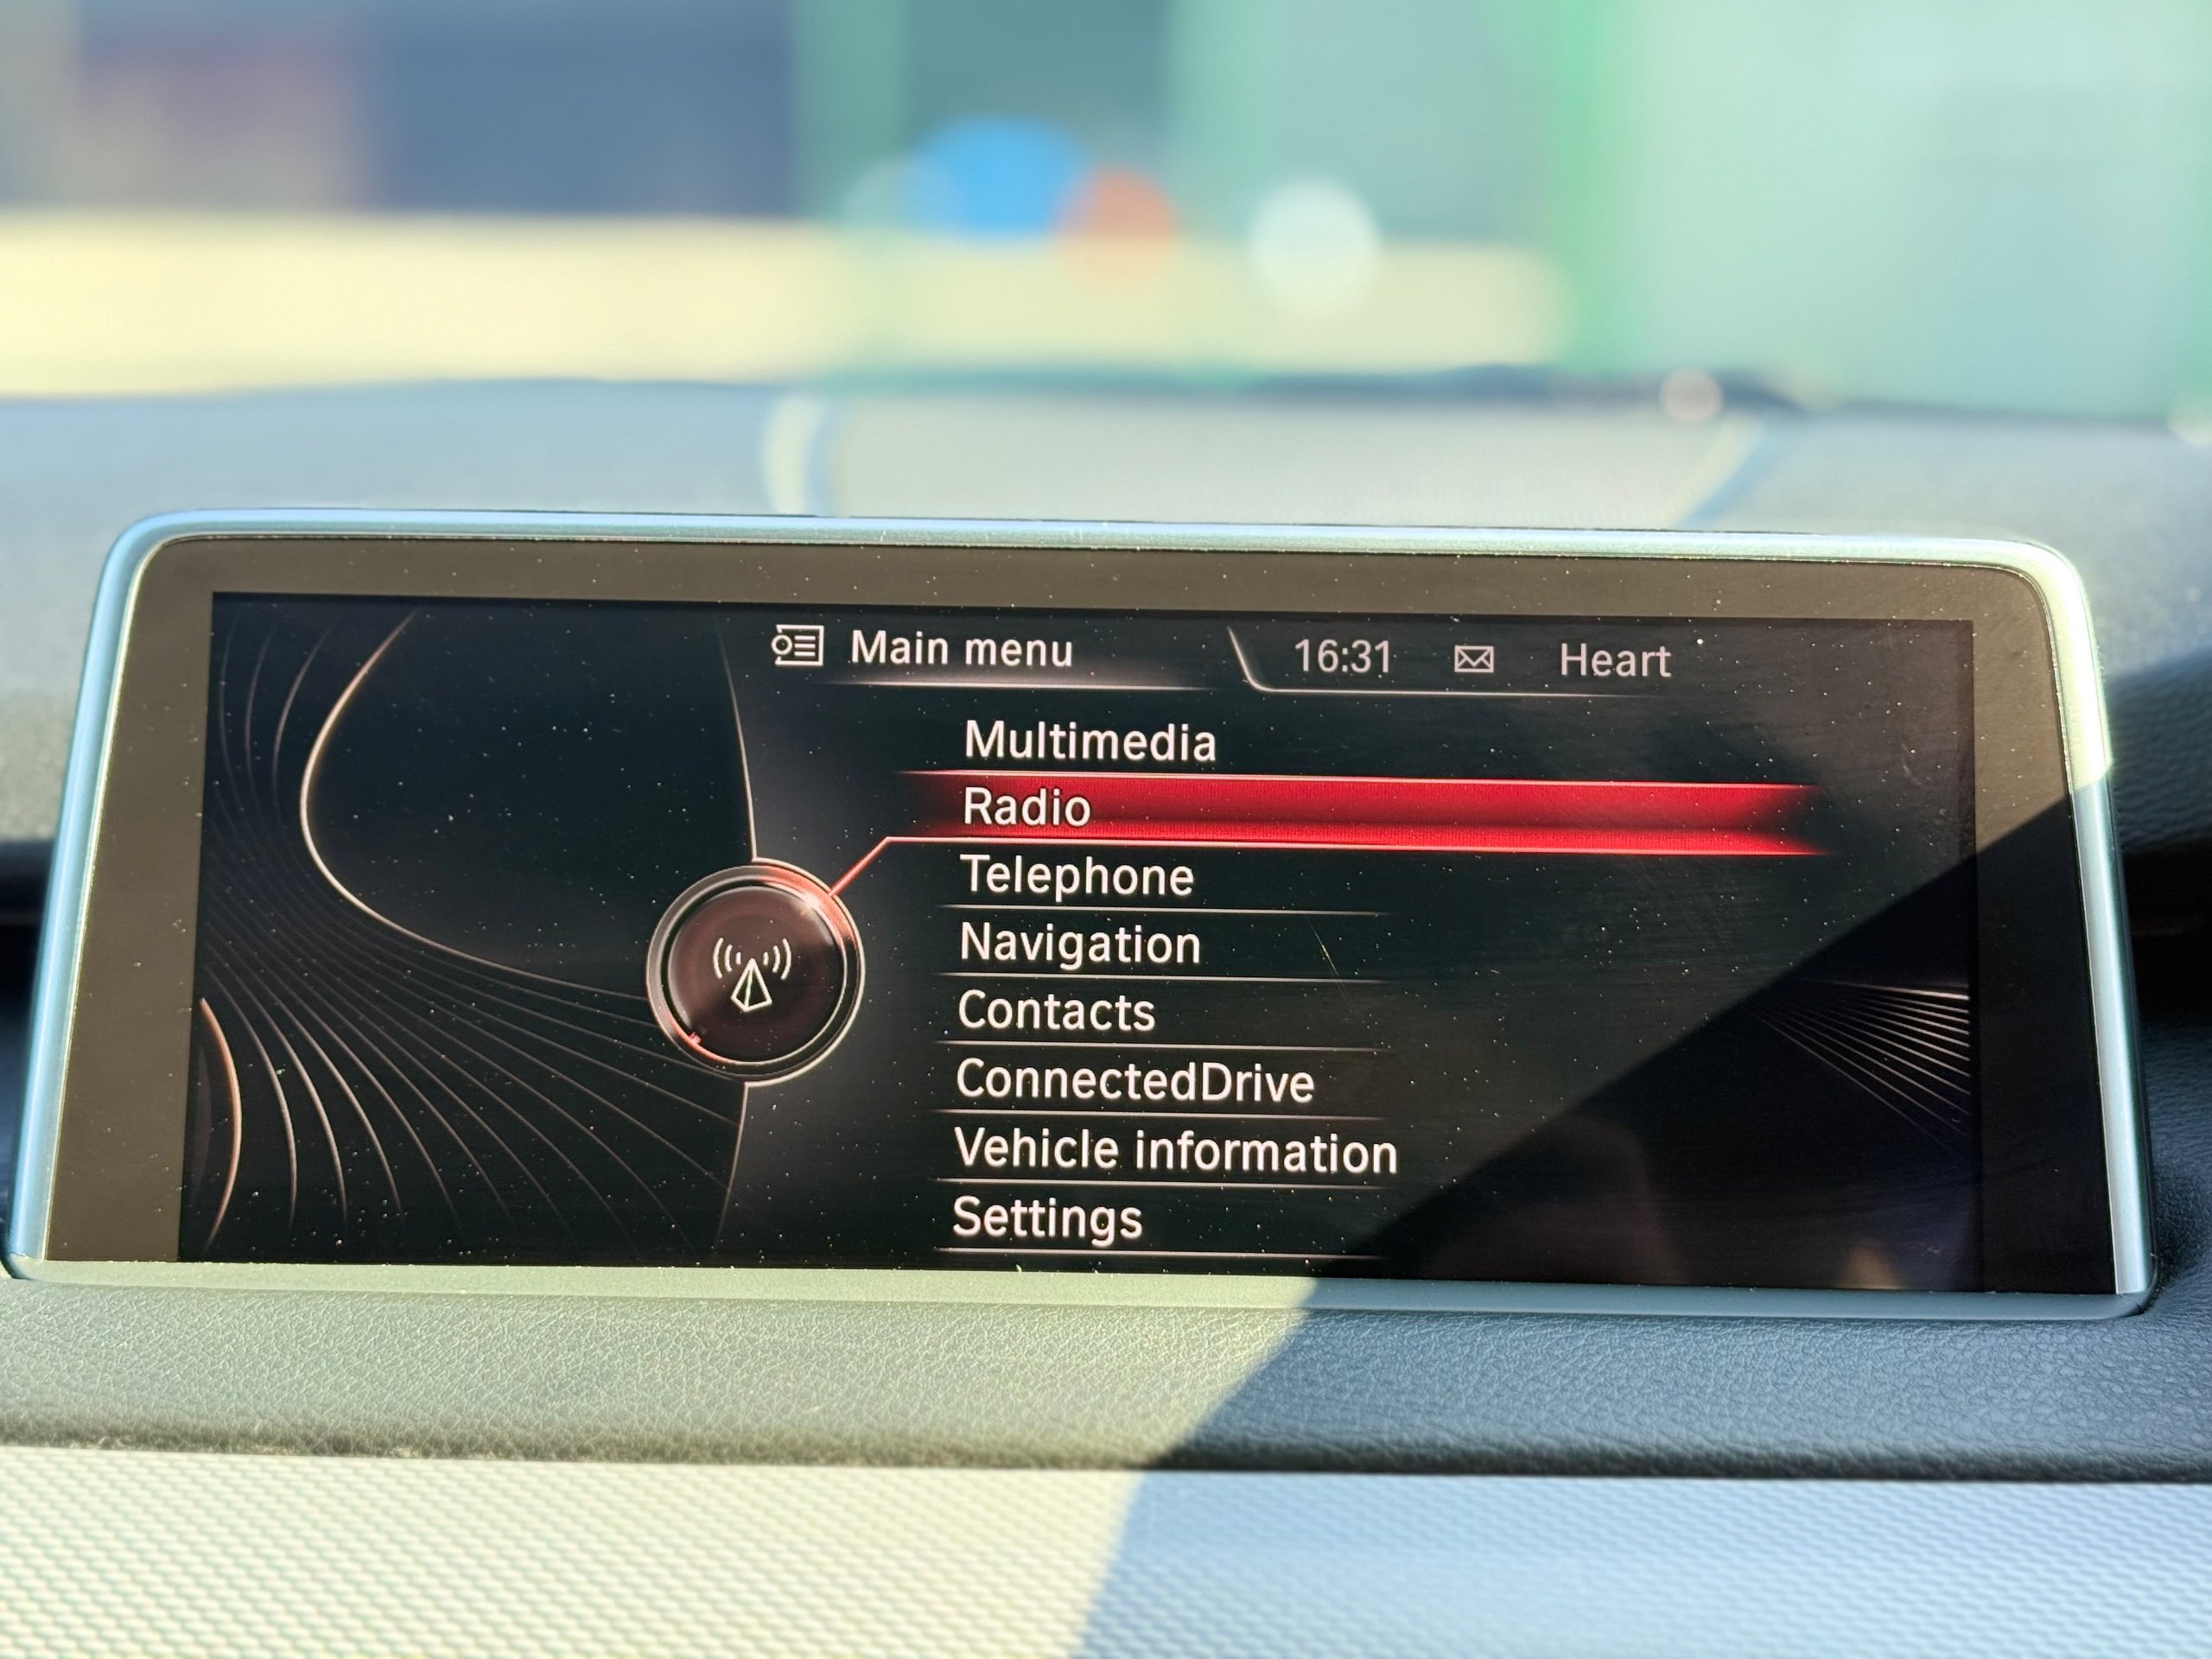 Main menu 16:31 Heart
Multimedia
Radio
Telephone
Navigation
Contacts
ConnectedDrive
Vehicle information
Settings